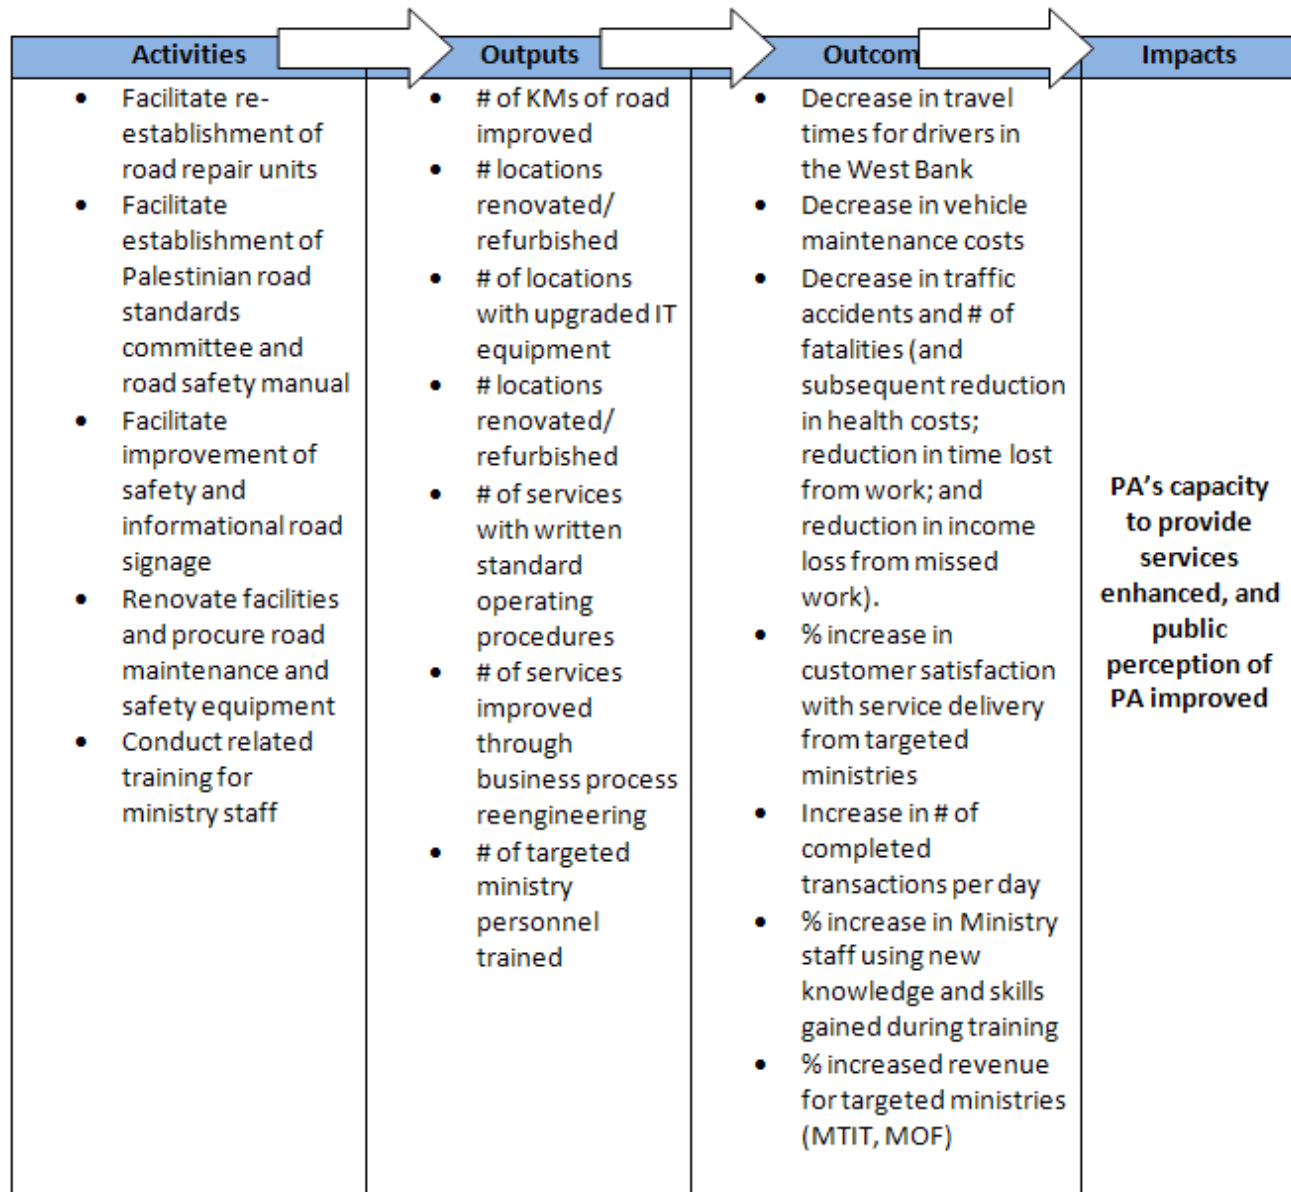 Activities
Outputs
Outcom
Impacts
• Facilitate re-
establishment of
road repair units
• Facilitate
establishment of
Palestinian road
standards
committee and
road safety manual
• Facilitate
improvement of
safety and
informational road
signage
• Renovate facilities
and procure road
maintenance and
safety equipment
• Conduct related
training for
ministry staff
• # of KMs of road
improved
• # locations
renovated/
refurbished
• # of locations
with upgraded IT
equipment
• # locations
renovated/
refurbished
• # of services
with written
standard
operating
procedures
• # of services
improved
through
business process
reengineering
• # of targeted
ministry
personnel
trained
• Decrease in travel
times for drivers in
the West Bank
• Decrease in vehicle
maintenance costs
• Decrease in traffic
accidents and # of
fatalities (and
subsequent reduction
in health costs;
reduction in time lost
from work; and
reduction in income
loss from missed
work).
• % increase in
customer satisfaction
with service delivery
from targeted
ministries
• Increase in # of
completed
transactions per day
• % increase in Ministry
staff using new
knowledge and skills
gained during training
• % increased revenue
for targeted ministries
(MTIT, MOF)
PA's capacity
to provide
services
enhanced, and
public
perception of
PA improved